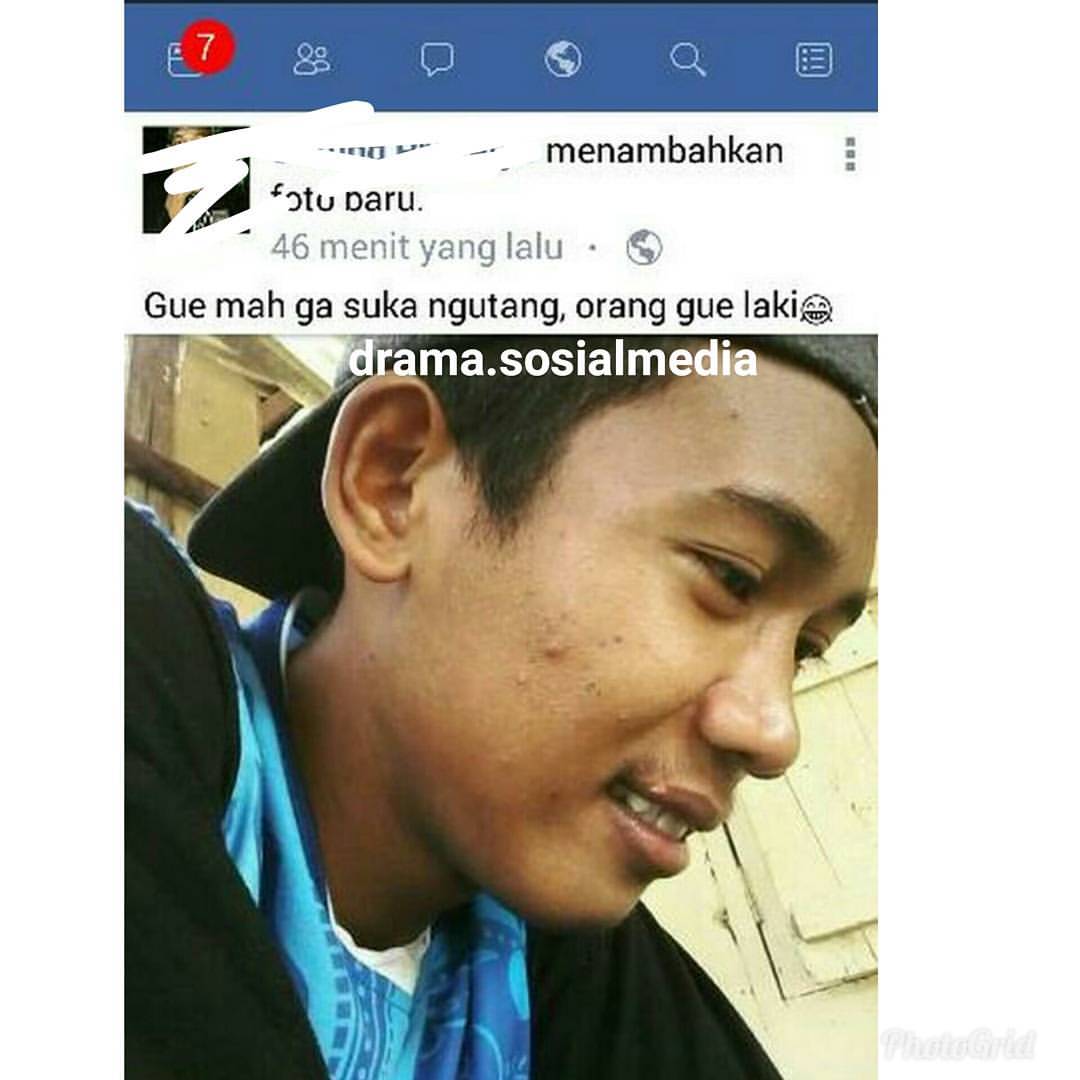 7
menambahkan
foto baru.
46 menit yang lalu ·
Gue mah ga suka ngutang, orang gue laki😂
drama.sosialmedia
PhotoGrid